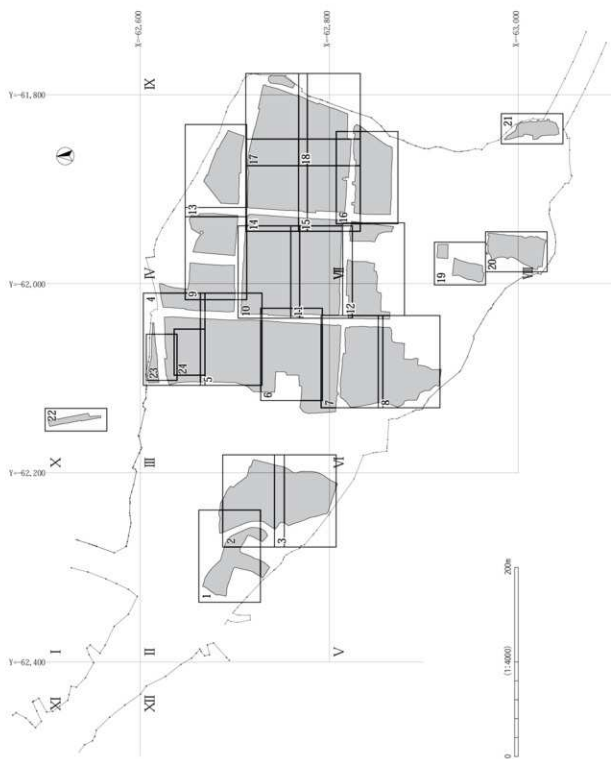 X=-62,600
X=-62,800
X=-63,000
Y=-61,800
IX
21
17
18
13
14
15
16
Y=-62,000
IV
VII
VIII
4
9
10
11
12
19
20
23
24
5
6
7
8
22
Y=-62,200
X
III
VI
1
2
3
Y=-62,400
XI
I
XII
II
V
0
(1:4000)
200m